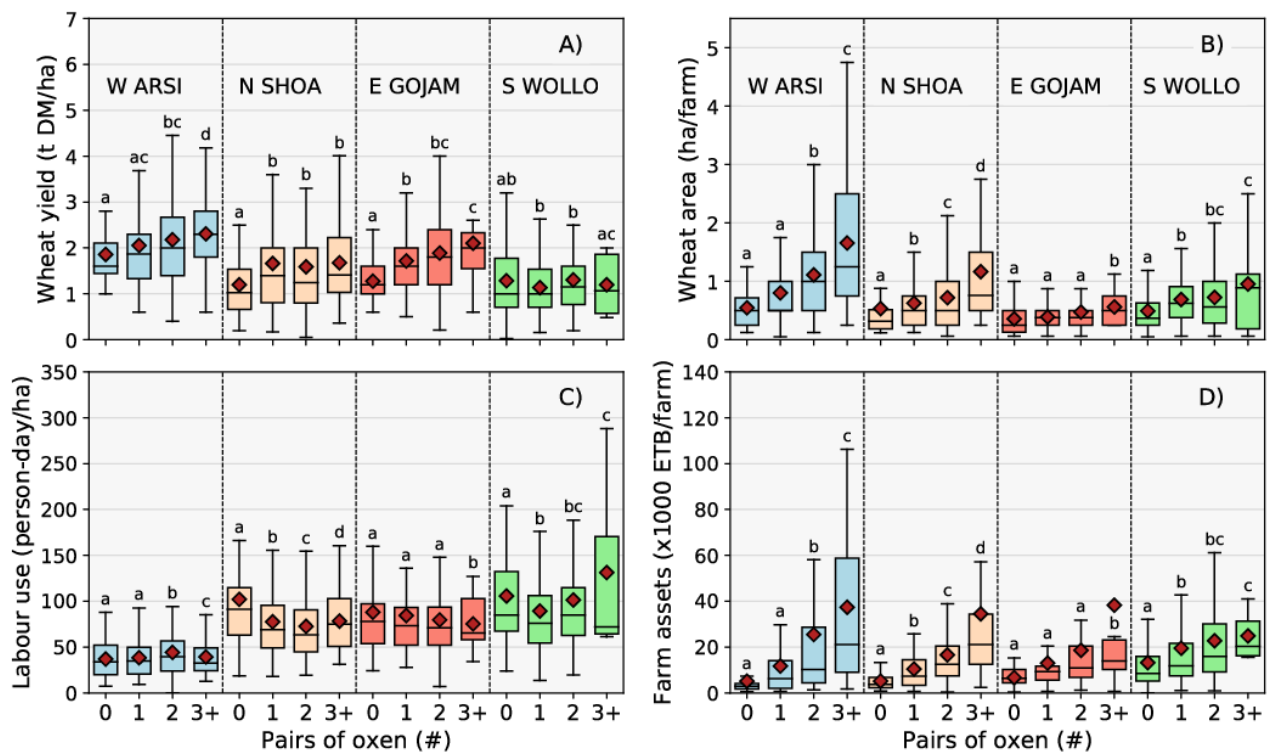 A)
W ARSI
N SHOA
E GOJAM
S WOLLO
Wheat yield (t DM/ha)
7
6
5
4
3
2
1
0
a
ac
bc
d
a
b
b
b
a
b
bc
c
ab
b
b
ac
B)
W ARSI
N SHOA
E GOJAM
S WOLLO
Wheat area (ha/farm)
5
4
3
2
1
0
a
a
b
c
a
b
c
d
a
a
a
b
a
b
bc
c
C)
Labour use (person-day/ha)
350
300
250
200
150
100
50
0
a
a
b
c
a
b
c
d
a
a
a
b
a
b
bc
c
0 1 2 3+ 0 1 2 3+ 0 1 2 3+ 0 1 2 3+
Pairs of oxen (#)
D)
Farm assets (x1000 ETB/farm)
140
120
100
80
60
40
20
0
a
a
b
c
a
b
c
d
a
a
a
b
a
b
bc
c
0 1 2 3+ 0 1 2 3+ 0 1 2 3+ 0 1 2 3+
Pairs of oxen (#)